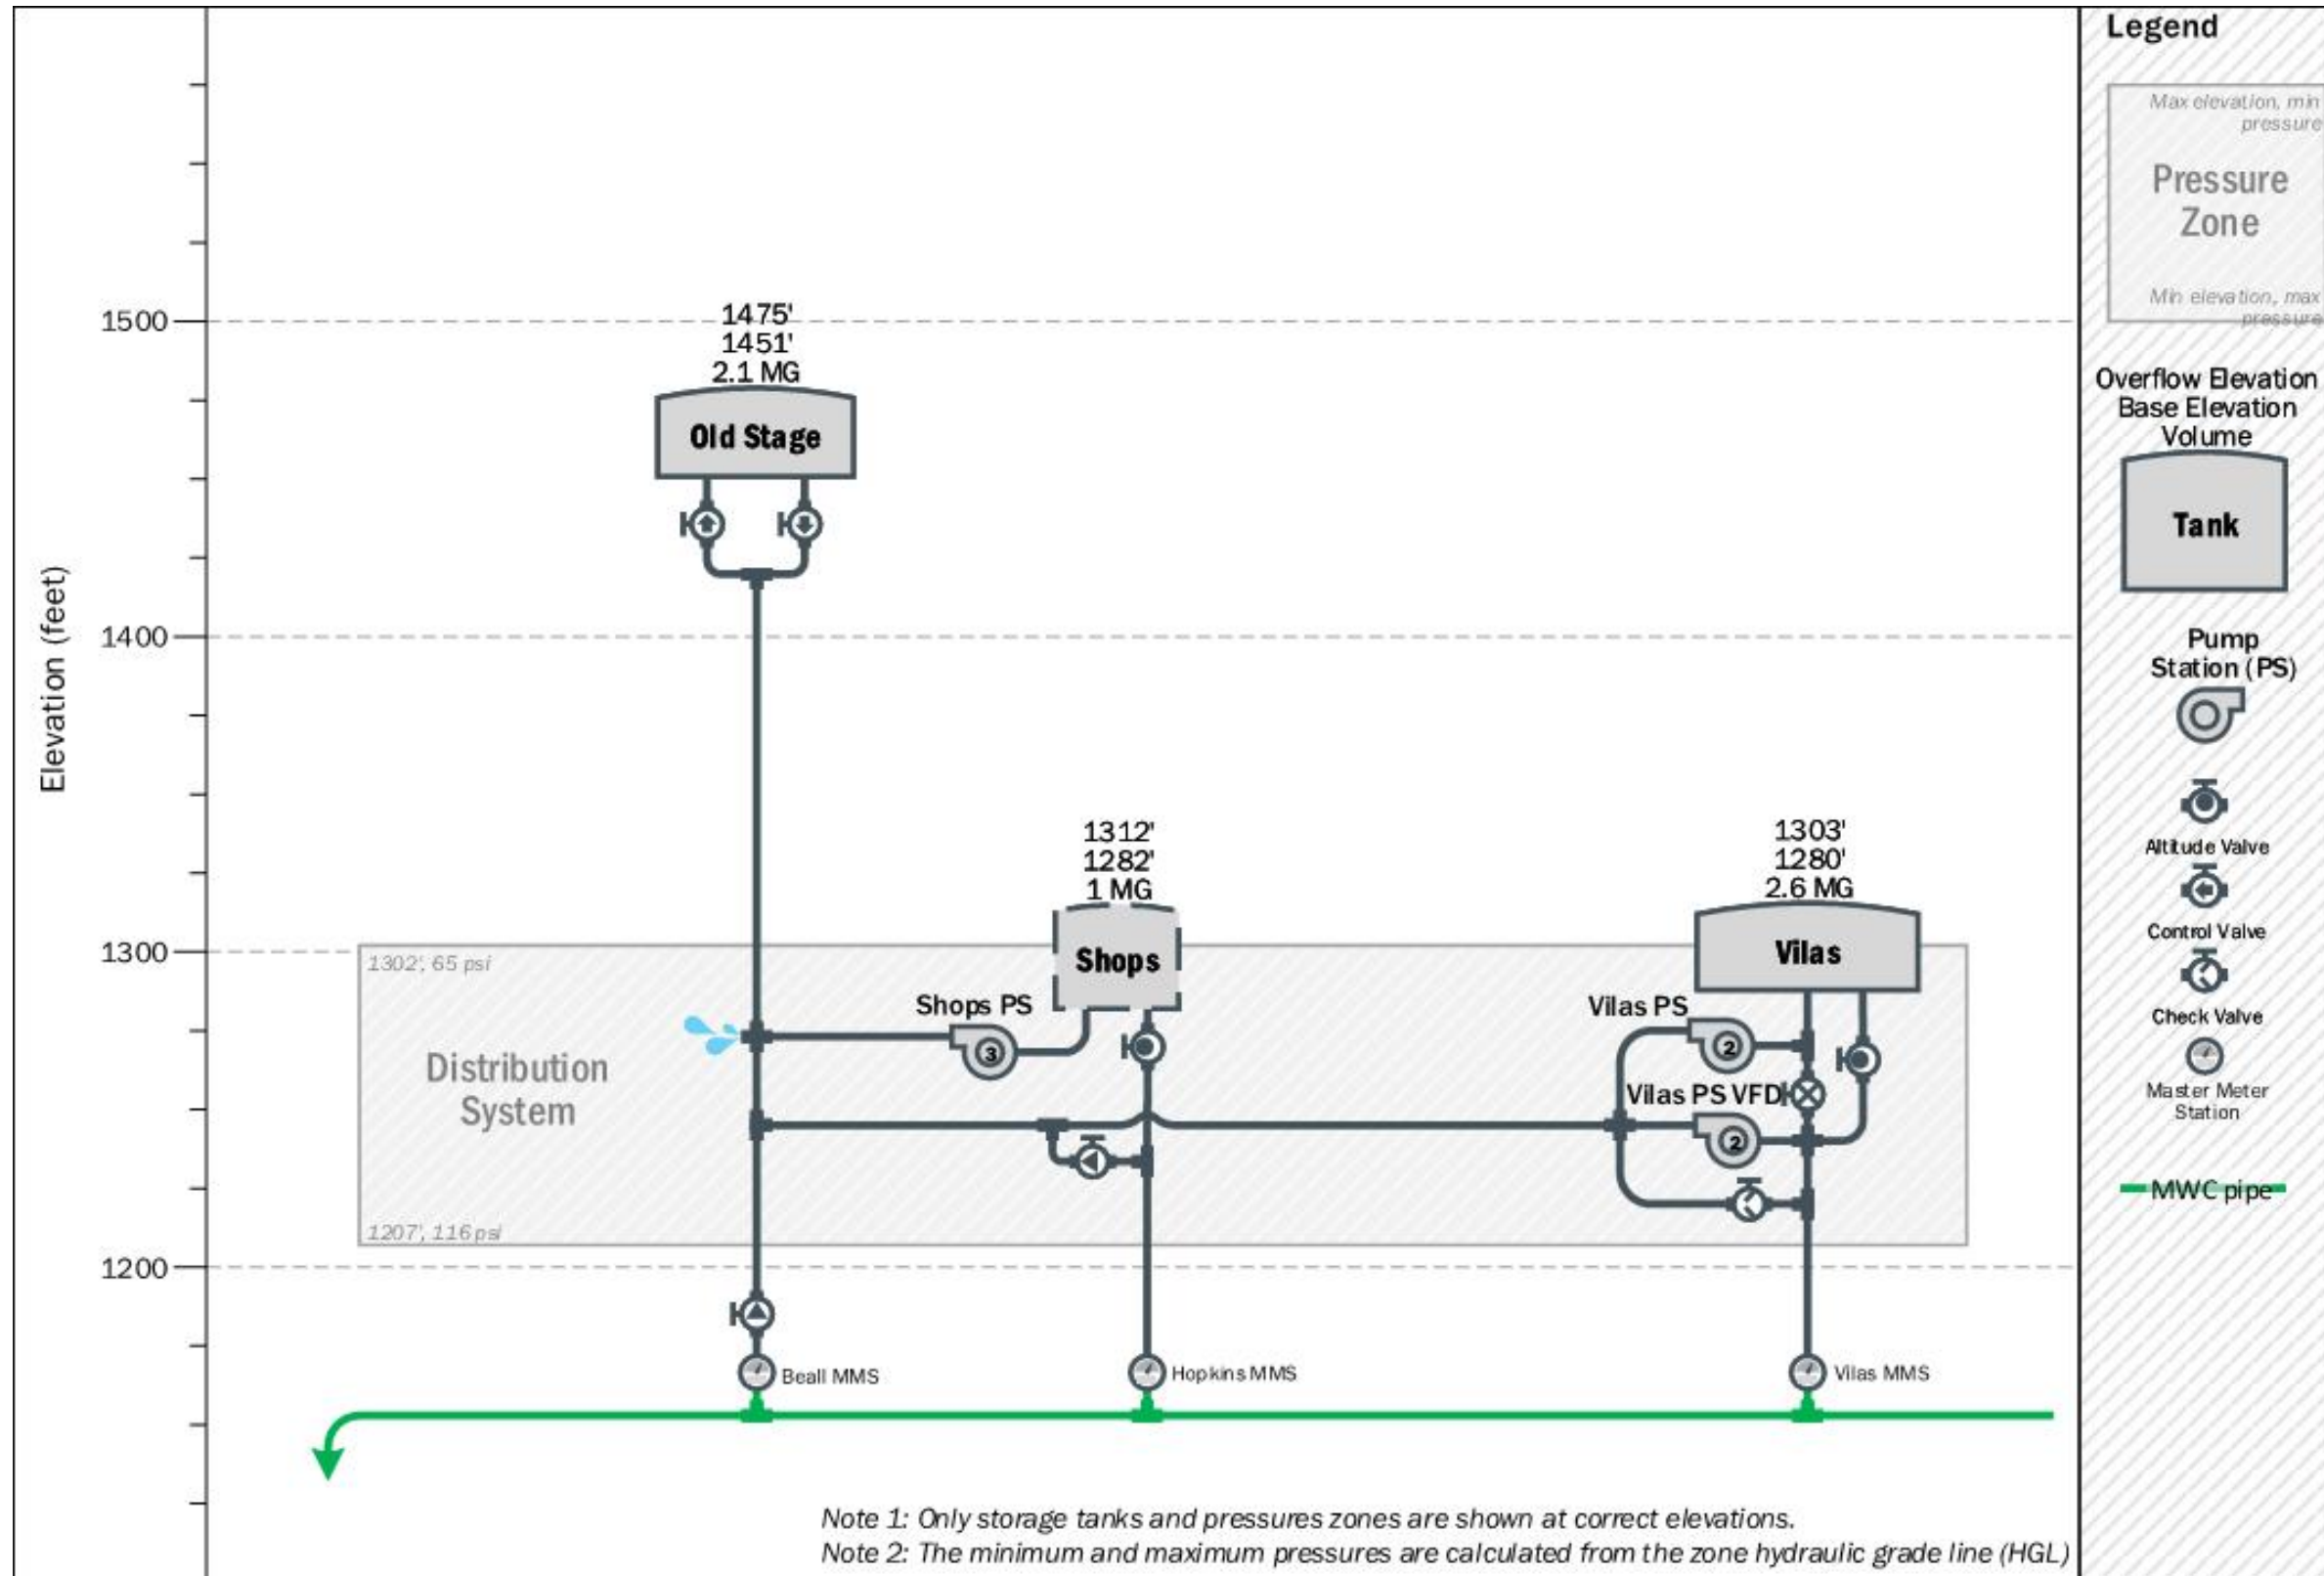 Legend
Max elevation, min
pressure
Pressure
Zone
Min elevation, max
pressure
Overflow Elevation
Base Elevation
Volume
Tank
Pump
Station (PS)
Altitude Valve
Control Valve
Check Valve
Master Meter
Station
MWC pipe
Elevation (feet)
1500
1400
1300
1200
1475'
1451'
2.1 MG
Old Stage
1312'
1282'
1 MG
Shops
1303'
1280'
2.6 MG
Vilas
1302', 65 psi
Shops PS
3
Vilas PS
2
Distribution
System
Vilas PS VFD
2
1207', 116 psi
Beall MMS
Hopkins MMS
Vilas MMS
Note 1: Only storage tanks and pressures zones are shown at correct elevations.
Note 2: The minimum and maximum pressures are calculated from the zone hydraulic grade line (HGL)